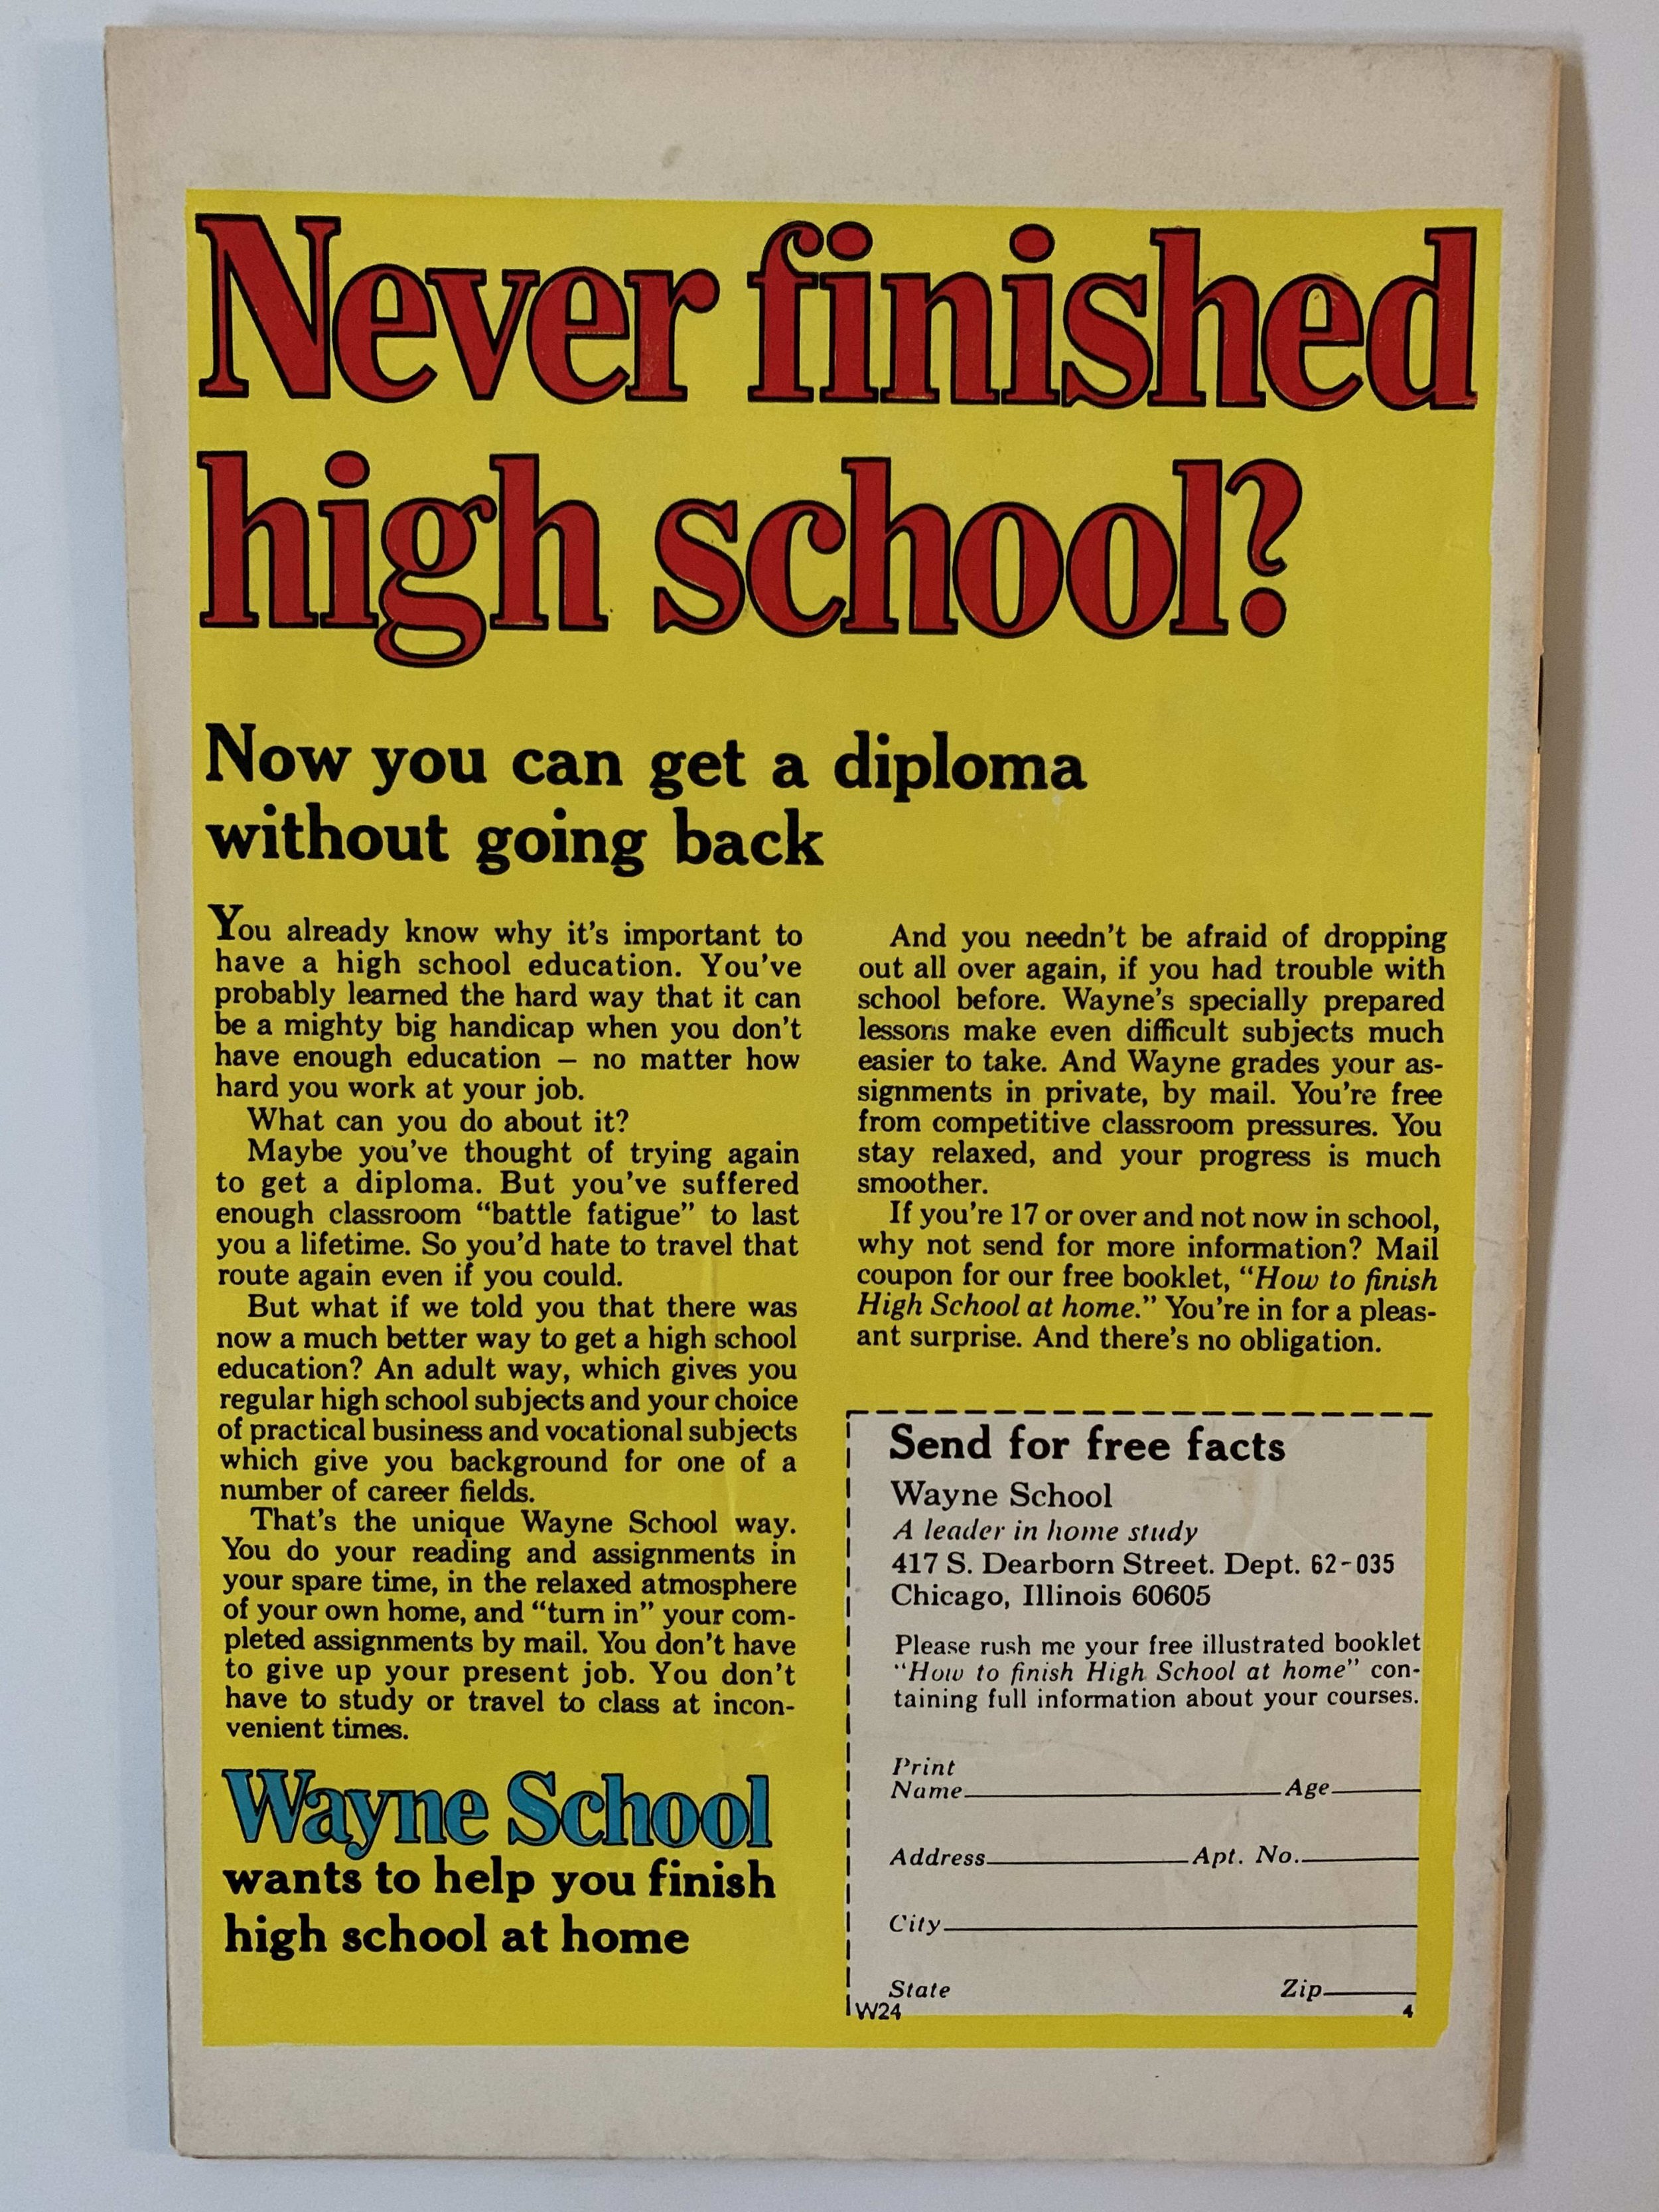 Never finished
high school?
Now you can get a diploma
without going back
You already know why it's important to
have a high school education. You've
probably learned the hard way that it can
be a mighty big handicap when you don't
have enough education – no matter how
hard you work at your job.
What can you do about it?
Maybe you've thought of trying again
to get a diploma. But you've suffered
enough classroom “battle fatigue” to last
you a lifetime. So you'd hate to travel that
route again even if you could.
But what if we told you that there was
now a much better way to get a high school
education? An adult way, which gives you
regular high school subjects and your choice
of practical business and vocational subjects
which give you background for one of a
number of career fields.
That's the unique Wayne School way.
You do your reading and assignments in
your spare time, in the relaxed atmosphere
of your own home, and “turn in” your com-
pleted assignments by mail. You don't have
to give up your present job. You don't
have to study or travel to class at incon-
venient times.
Wayne School
wants to help you finish
high school at home
And you needn't be afraid of dropping
out all over again, if you had trouble with
school before. Wayne's specially prepared
lessons make even difficult subjects much
easier to take. And Wayne grades your as-
signments in private, by mail. You're free
from competitive classroom pressures. You
stay relaxed, and your progress is much
smoother.
If you're 17 or over and not now in school,
why not send for more information? Mail
coupon for our free booklet, “How to finish
High School at home.” You're in for a pleas-
ant surprise. And there's no obligation.
Send for free facts
Wayne School
A leader in home study
417 S. Dearborn Street. Dept. 62-035
Chicago, Illinois 60605
Please rush me your free illustrated booklet
“How to finish High School at home” con-
taining full information about your courses.
Print
Name Age
Address Apt. No.
City
State Zip
W24 4